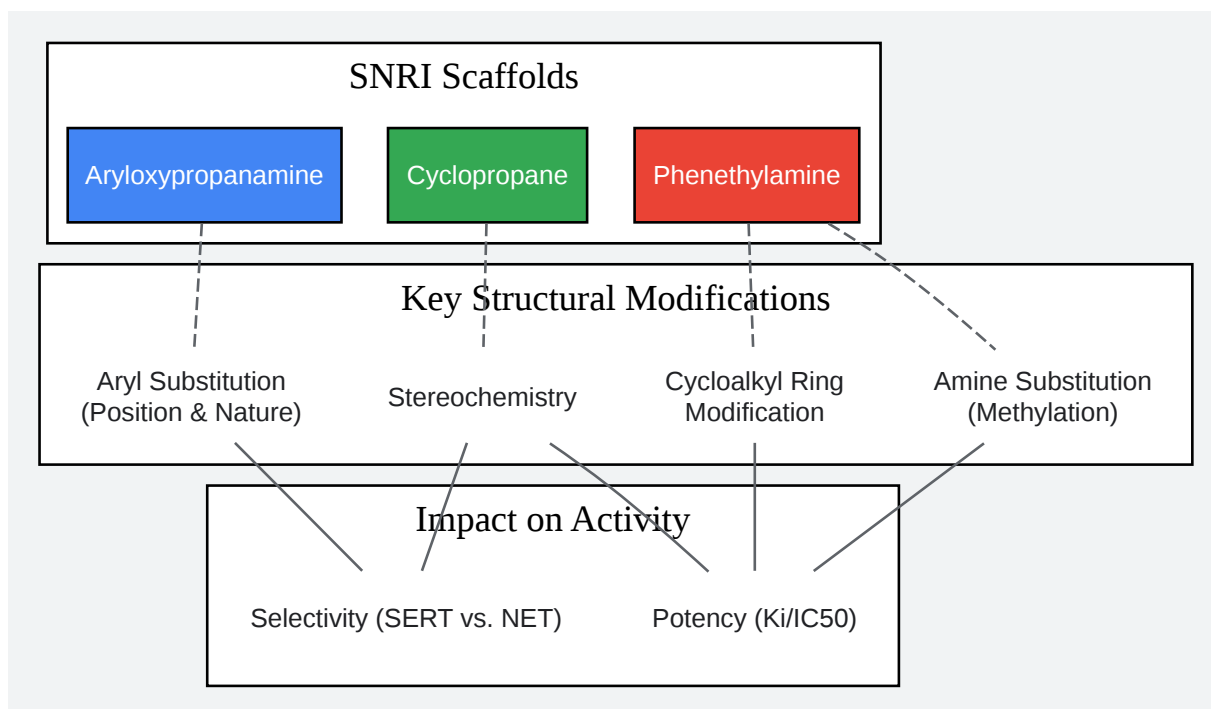 SNRI Scaffolds
Aryloxypropanamine
Cyclopropane
Phenethylamine
Key Structural Modifications
Aryl Substitution
(Position & Nature)
Stereochemistry
Cycloalkyl Ring
Modification
Amine Substitution
(Methylation)
Impact on Activity
Selectivity (SERT vs. NET)
Potency (Ki/IC50)